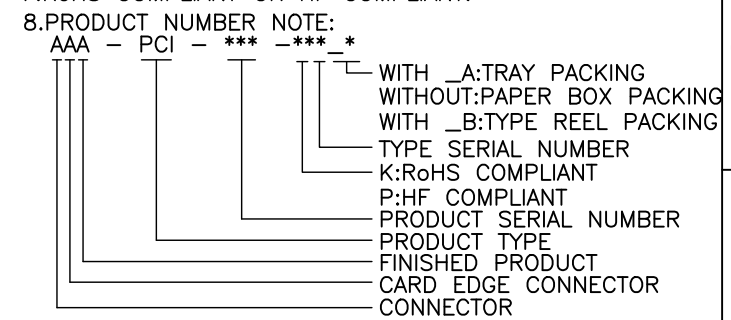 8.PRODUCT NUMBER NOTE:
AAA - PCI - *** -***_*
WITH _A:TRAY PACKING
WITHOUT:PAPER BOX PACKING
WITH _B:TYPE REEL PACKING
TYPE SERIAL NUMBER
K:RoHS COMPLIANT
P:HF COMPLIANT
PRODUCT SERIAL NUMBER
PRODUCT TYPE
FINISHED PRODUCT
CARD EDGE CONNECTOR
CONNECTOR